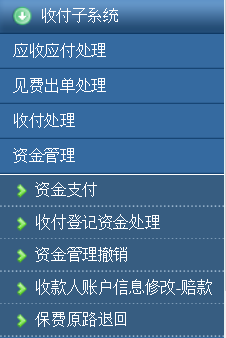 收付子系统
应收应付处理
见费出单处理
收付处理
资金管理
资金支付
收付登记资金处理
资金管理撤销
收款人账户信息修改-赔款
保费原路退回